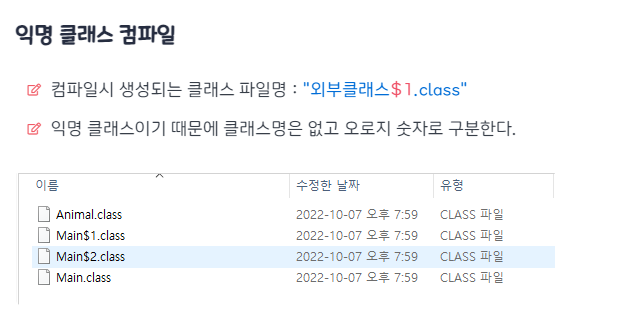 익명 클래스 컴파일
컴파일시 생성되는 클래스 파일명 : "외부클래스$1.class"
익명 클래스이기 때문에 클래스명은 없고 오로지 숫자로 구분한다.
이름 수정한 날짜 유형
Animal.class 2022-10-07 오후 7:59 CLASS 파일
Main$1.class 2022-10-07 오후 7:59 CLASS 파일
Main$2.class 2022-10-07 오후 7:59 CLASS 파일
Main.class 2022-10-07 오후 7:59 CLASS 파일